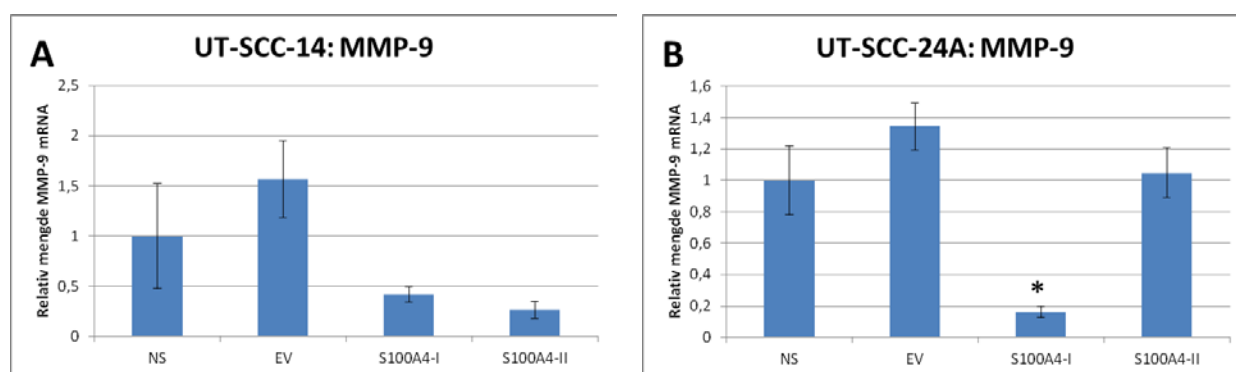 A
UT-SCC-14: MMP-9
Relativ mengde MMP-9 mRNA
2,5
2
1,5
1
0,5
0
NS EV S100A4-I S100A4-II
B
UT-SCC-24A: MMP-9
Relativ mengde MMP-9 mRNA
1,6
1,4
1,2
1
0,8
0,6
0,4
0,2
0
*
NS EV S100A4-I S100A4-II